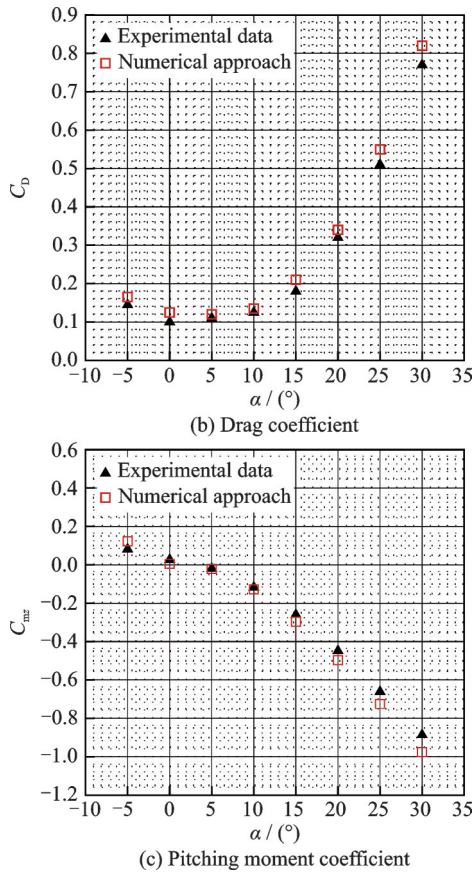 0.9
0.8
0.7
0.6
0.5
0.4
0.3
0.2
0.1
0.0
C_D
▲ Experimental data
□ Numerical approach
−10 −5 0 5 10 15 20 25 30 35
α / (°)
(b) Drag coefficient
0.6
0.4
0.2
0.0
−0.2
−0.4
−0.6
−0.8
−1.0
−1.2
C_mz
▲ Experimental data
□ Numerical approach
−10 −5 0 5 10 15 20 25 30 35
α / (°)
(c) Pitching moment coefficient